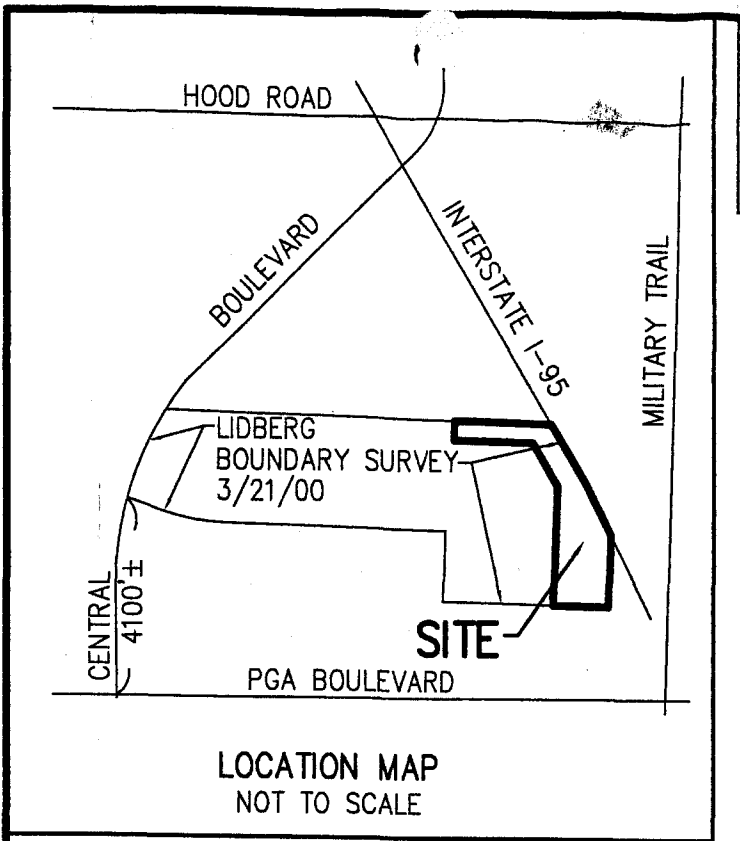 HOOD ROAD
BOULEVARD
INTERSTATE I-95
MILITARY TRAIL
LIDBERG
BOUNDARY SURVEY
3/21/00
CENTRAL
4100'±
SITE
PGA BOULEVARD
LOCATION MAP
NOT TO SCALE